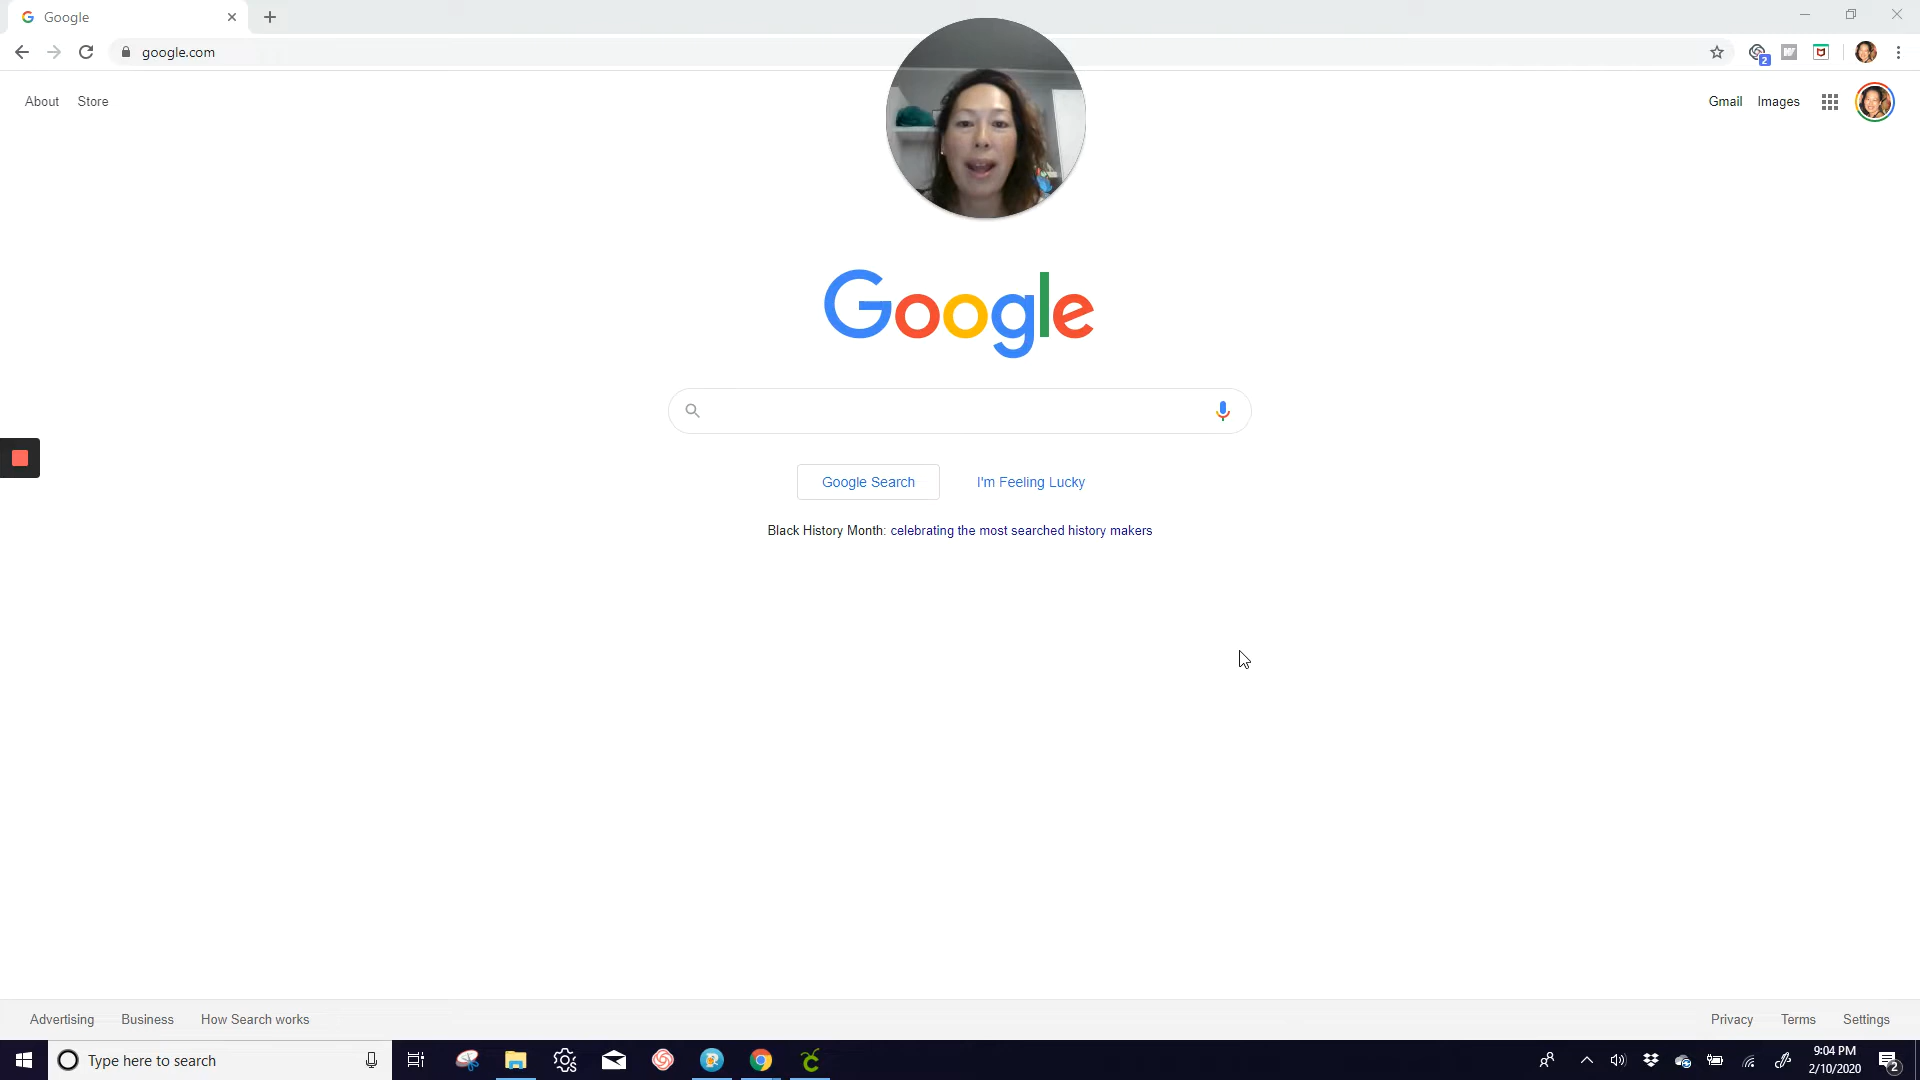 Google
google.com
2
About Store
Gmail Images
Google
Google Search I'm Feeling Lucky
Black History Month: celebrating the most searched history makers
Advertising Business How Search works
Privacy Terms Settings
Type here to search
9:04 PM
2/10/2020
2